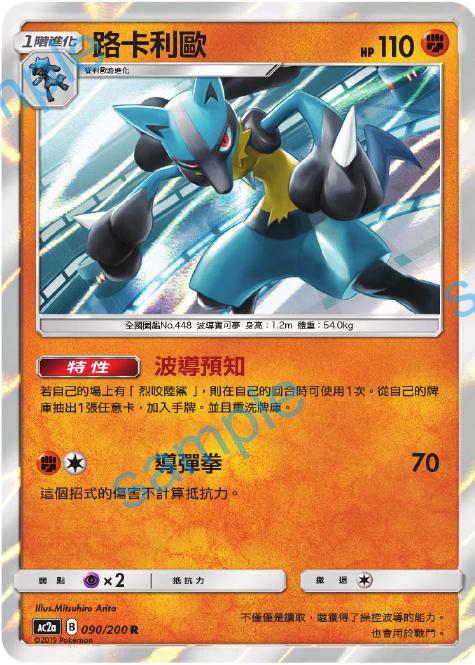 1階進化
路卡利歐
HP 110
從利歐路進化
全國圖鑑No.448 波導寶可夢 身高：1.2m 體重：54.0kg
特性 波導預知
若自己的場上有「烈咬陸鯊」，則在自己的回合時可使用1次。從自己的牌
庫抽出1張任意卡，加入手牌。並且重洗牌庫。
導彈拳 70
這個招式的傷害不計算抵抗力。
sample
弱點 ×2 抵抗力 撤退
Illus.Mitsuhiro Arita
AC2a B 090/200 R
©2019 Pokémon
不僅僅是讀取，還獲得了操控波導的能力。
也會用於戰鬥。